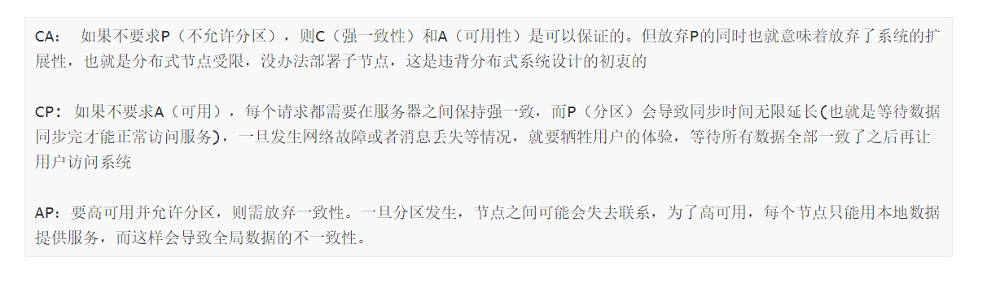 CA： 如果不要求P（不允许分区），则C（强一致性）和A（可用性）是可以保证的。但放弃P的同时也就意味着放弃了系统的扩
展性，也就是分布式节点受限，没办法部署子节点，这是违背分布式系统设计的初衷的
CP: 如果不要求A（可用），每个请求都需要在服务器之间保持强一致，而P（分区）会导致同步时间无限延长(也就是等待数据
同步完才能正常访问服务)，一旦发生网络故障或者消息丢失等情况，就要牺牲用户的体验，等待所有数据全部一致了之后再让
用户访问系统
AP：要高可用并允许分区，则需放弃一致性。一旦分区发生，节点之间可能会失去联系，为了高可用，每个节点只能用本地数据
提供服务，而这样会导致全局数据的不一致性。